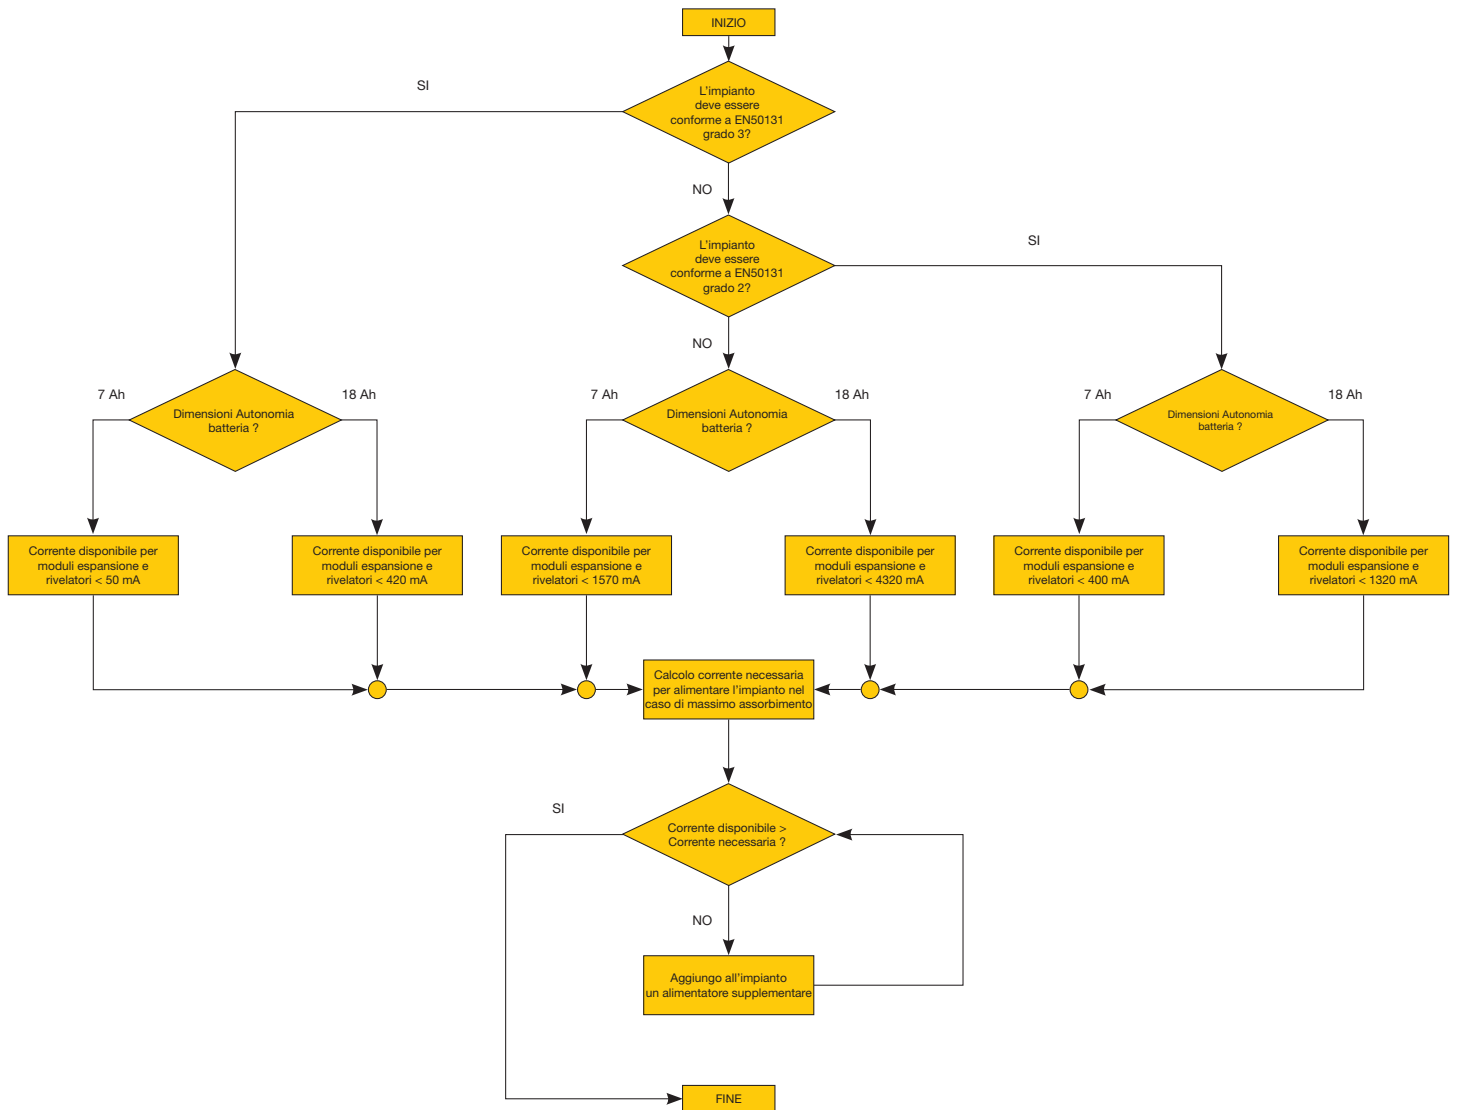 INIZIO
SI
L'impianto
deve essere
conforme a EN50131
grado 3?
NO
L'impianto
deve essere
conforme a EN50131
grado 2?
SI
NO
7 Ah
Dimensioni Autonomia
batteria ?
18 Ah
7 Ah
Dimensioni Autonomia
batteria ?
18 Ah
7 Ah
Dimensioni Autonomia
batteria ?
18 Ah
Corrente disponibile per
moduli espansione e
rivelatori < 50 mA
Corrente disponibile per
moduli espansione e
rivelatori < 420 mA
Corrente disponibile per
moduli espansione e
rivelatori < 1570 mA
Corrente disponibile per
moduli espansione e
rivelatori < 4320 mA
Corrente disponibile per
moduli espansione e
rivelatori < 400 mA
Corrente disponibile per
moduli espansione e
rivelatori < 1320 mA
Calcolo corrente necessaria
per alimentare l'impianto nel
caso di massimo assorbimento
SI
Corrente disponibile >
Corrente necessaria ?
NO
Aggiungo all'impianto
un alimentatore supplementare
FINE